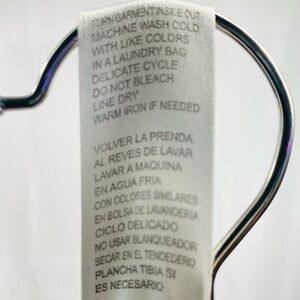 TURN GARMENT INSIDE OUT
MACHINE WASH COLD
WITH LIKE COLORS
IN A LAUNDRY BAG
DELICATE CYCLE
DO NOT BLEACH
LINE DRY
WARM IRON IF NEEDED
VOLVER LA PRENDA
AL REVES DE LAVAR
LAVAR A MAQUINA
EN AGUA FRIA
CON COLORES SIMILARES
EN BOLSA DE LAVANDERIA
CICLO DELICADO
NO USAR BLANQUEADOR
SECAR EN EL TENDEDERO
PLANCHA TIBIA SI
ES NECESARIO